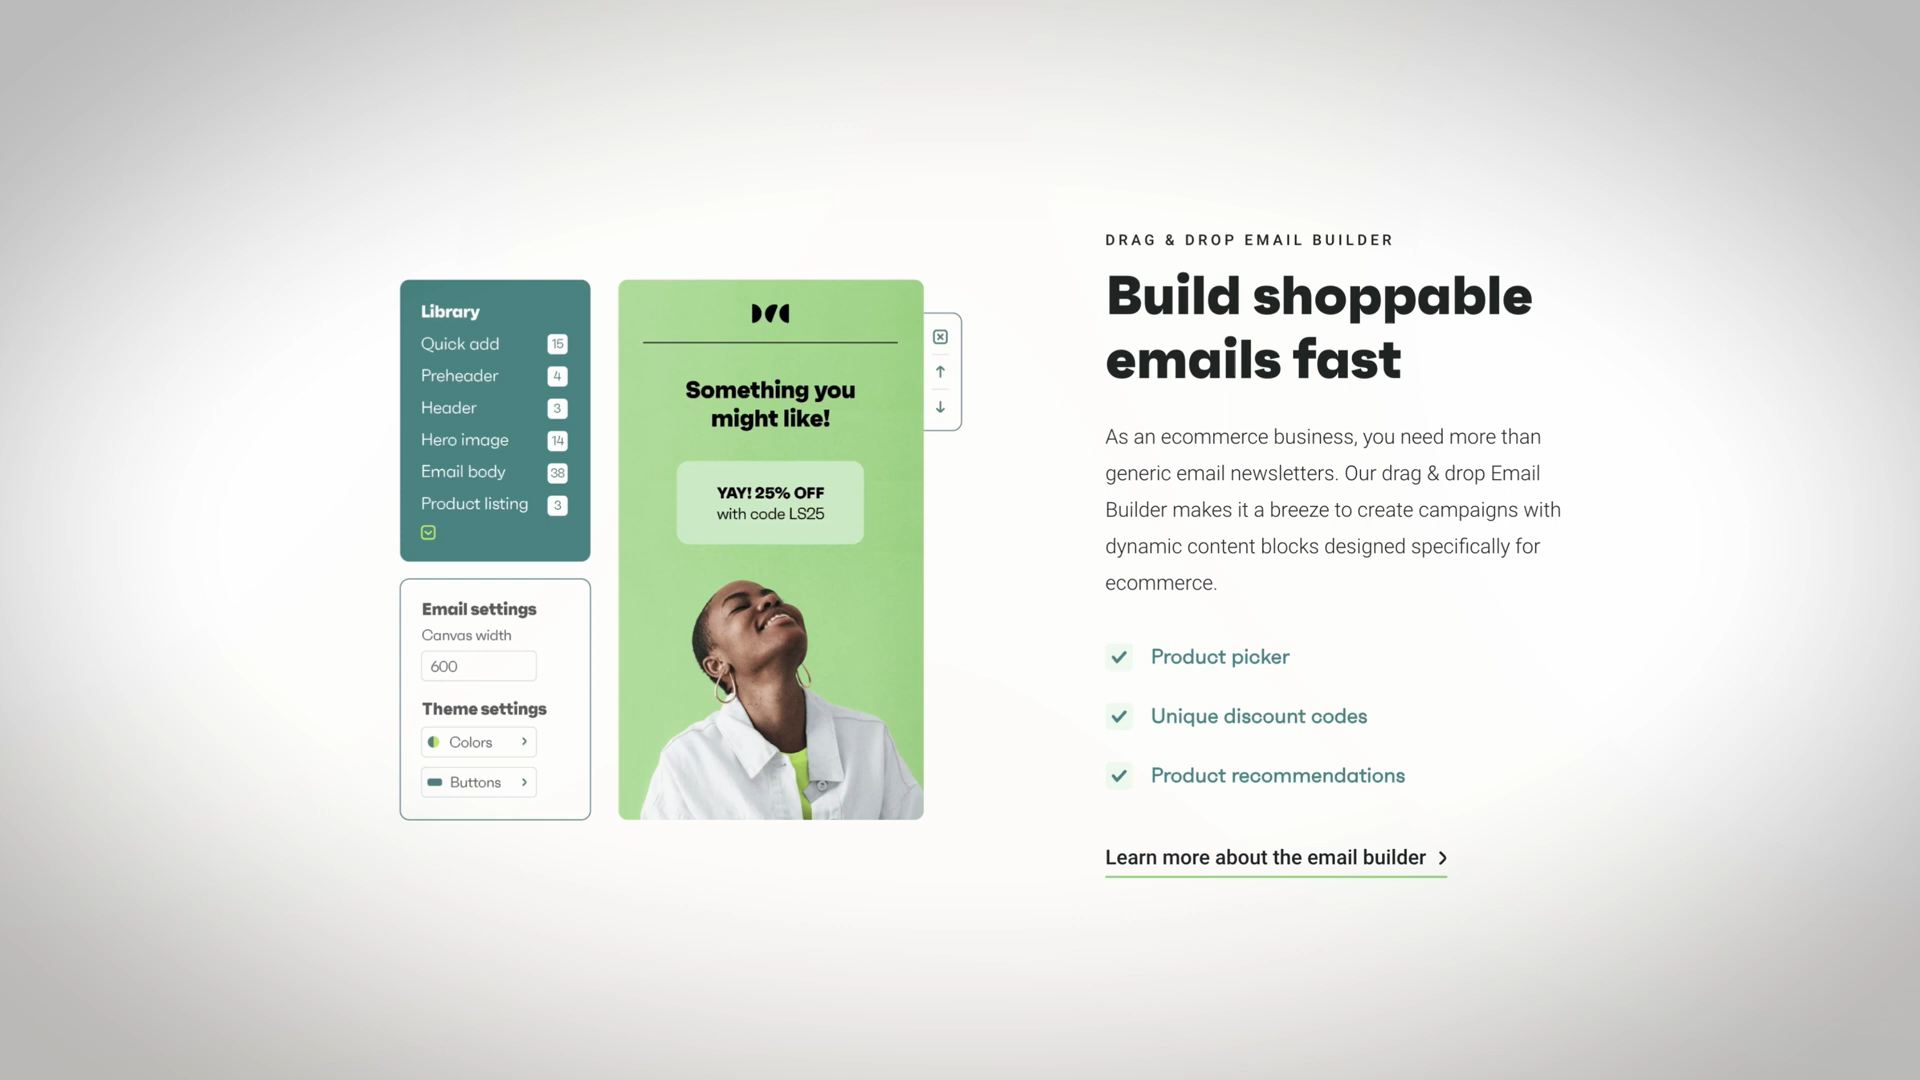 Library
Quick add 15
Preheader 4
Header 3
Hero image 14
Email body 38
Product listing 3
Email settings
Canvas width
600
Theme settings
Colors
Buttons
Something you
might like!
YAY! 25% OFF
with code LS25
DRAG & DROP EMAIL BUILDER
Build shoppable
emails fast
As an ecommerce business, you need more than
generic email newsletters. Our drag & drop Email
Builder makes it a breeze to create campaigns with
dynamic content blocks designed specifically for
ecommerce.
Product picker
Unique discount codes
Product recommendations
Learn more about the email builder